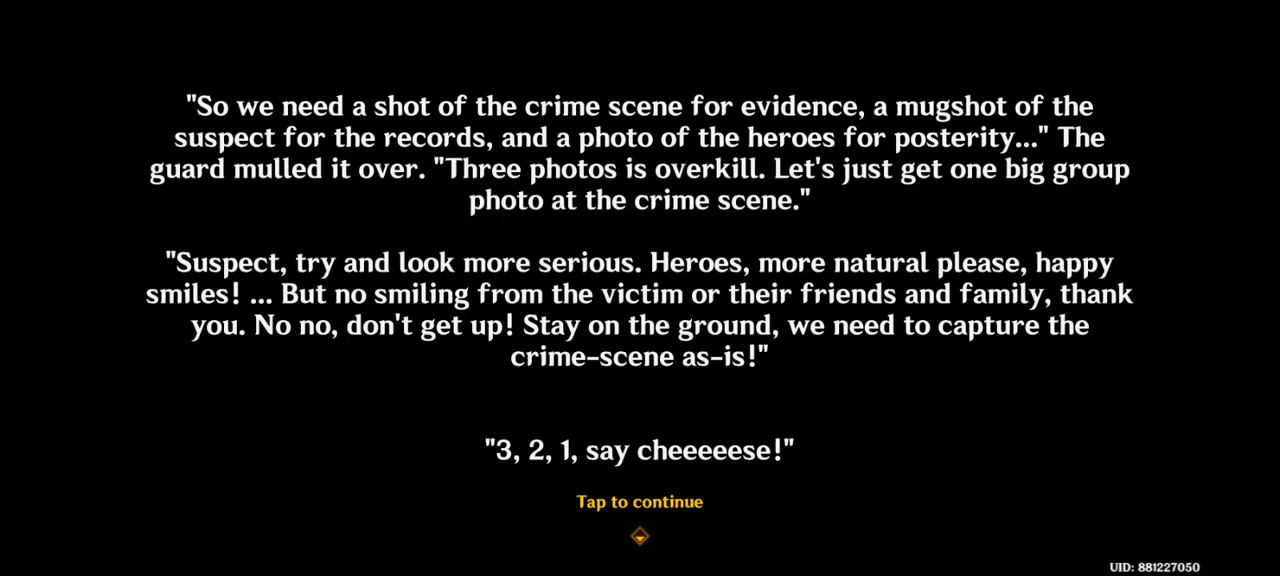 "So we need a shot of the crime scene for evidence, a mugshot of the
suspect for the records, and a photo of the heroes for posterity..." The
guard mulled it over. "Three photos is overkill. Let's just get one big group
photo at the crime scene."
"Suspect, try and look more serious. Heroes, more natural please, happy
smiles! ... But no smiling from the victim or their friends and family, thank
you. No no, don't get up! Stay on the ground, we need to capture the
crime-scene as-is!"
"3, 2, 1, say cheeeeese!"
Tap to continue
UID: 881227050